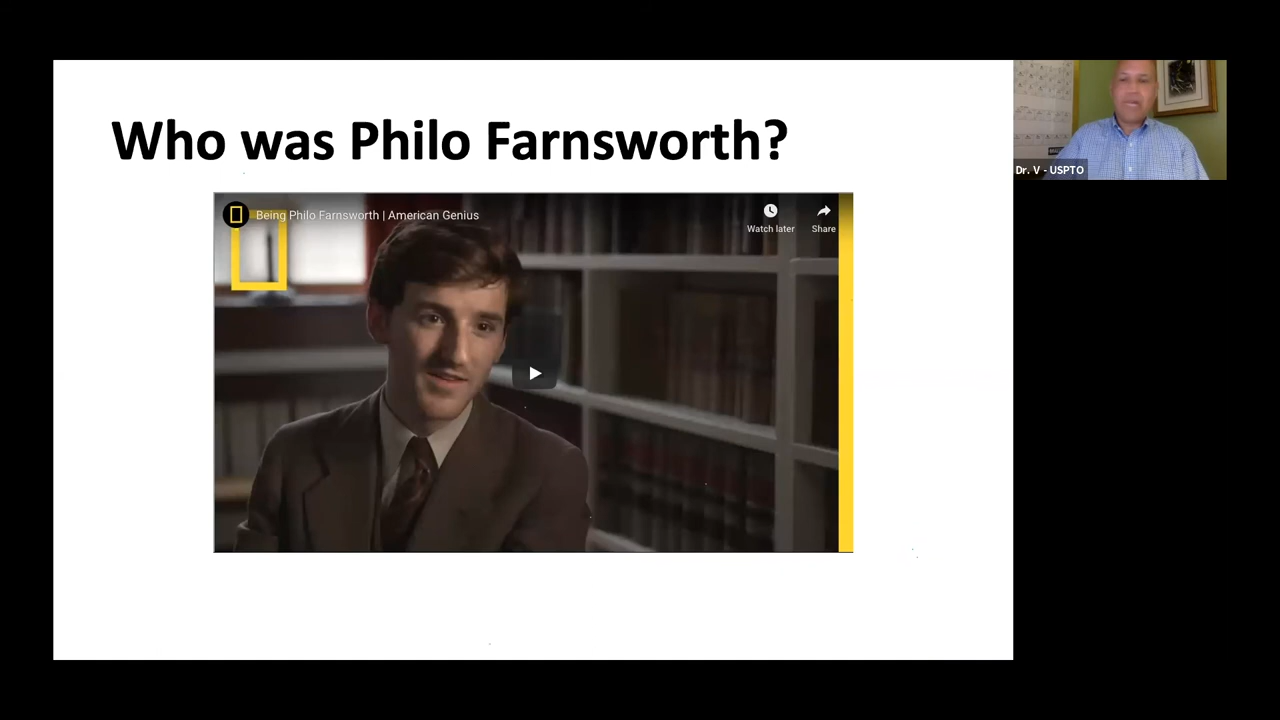 Who was Philo Farnsworth?
Being Philo Farnsworth | American Genius
Watch later
Share
Dr. V - USPTO